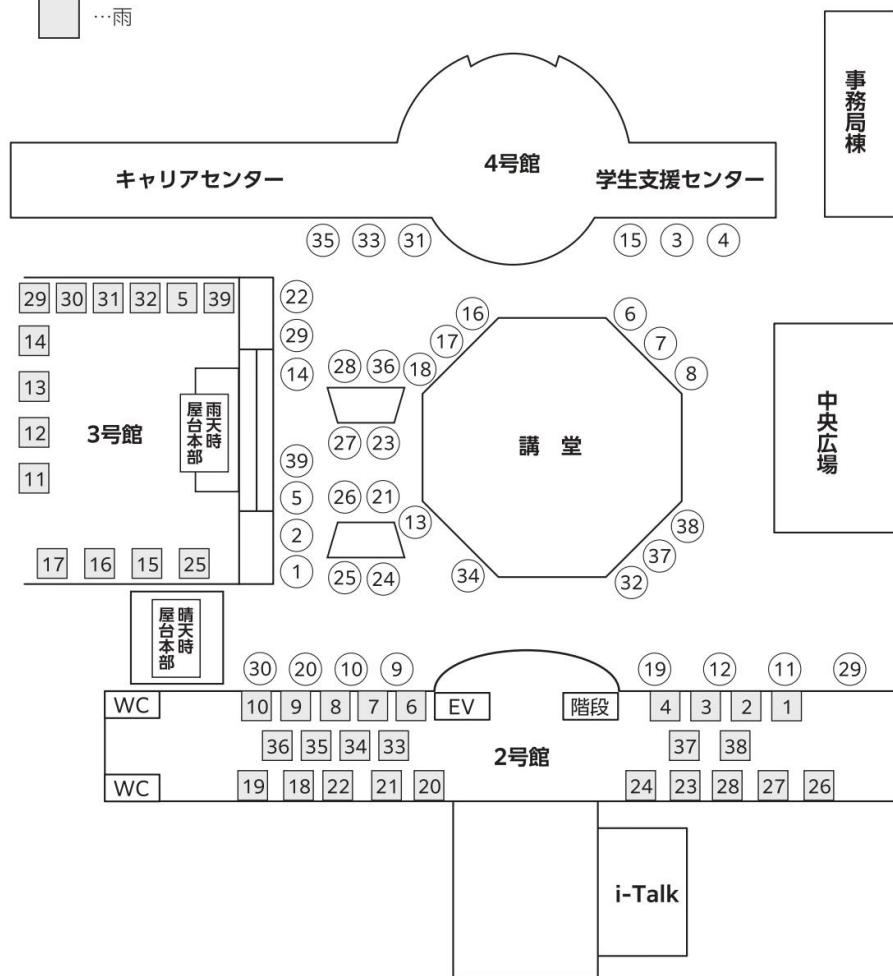 …雨
事務局棟
キャリアセンター
4号館
学生支援センター
35 33 31
15 3 4
29 30 31 32 5 39
22
29
14
14
13
12
11
3号館
雨天時
屋台本部
39
5
2
1
17 16 15 25
28 36
27 23
26 21
25 24
16
17
18
13
34
6
7
8
38
37
32
講堂
中央広場
晴天時
屋台本部
30 20 10 9
19 12 11 29
WC
10 9 8 7 6
EV
階段
4 3 2 1
36 35 34 33
2号館
37 38
WC
19 18 22 21 20
24 23 28 27 26
i-Talk